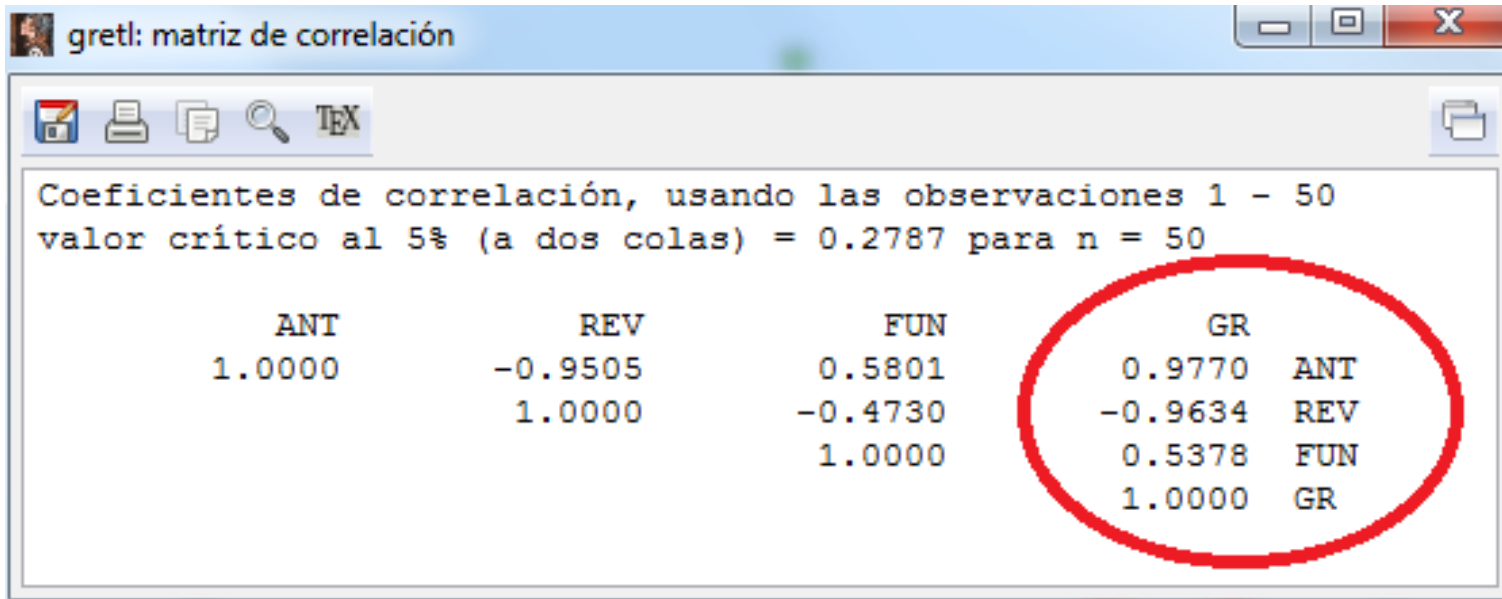 gretl: matriz de correlación
TEX
Coeficientes de correlación, usando las observaciones 1 - 50
valor crítico al 5% (a dos colas) = 0.2787 para n = 50
ANT REV FUN GR
1.0000 -0.9505 0.5801 0.9770 ANT
1.0000 -0.4730 -0.9634 REV
1.0000 0.5378 FUN
1.0000 GR